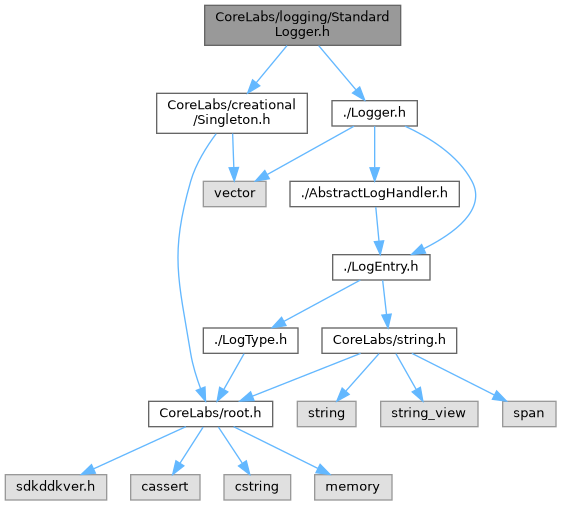 CoreLabs/logging/Standard
Logger.h
CoreLabs/creational
/Singleton.h
./Logger.h
vector
./AbstractLogHandler.h
./LogEntry.h
./LogType.h
CoreLabs/string.h
CoreLabs/root.h
string
string_view
span
sdkddkver.h
cassert
cstring
memory